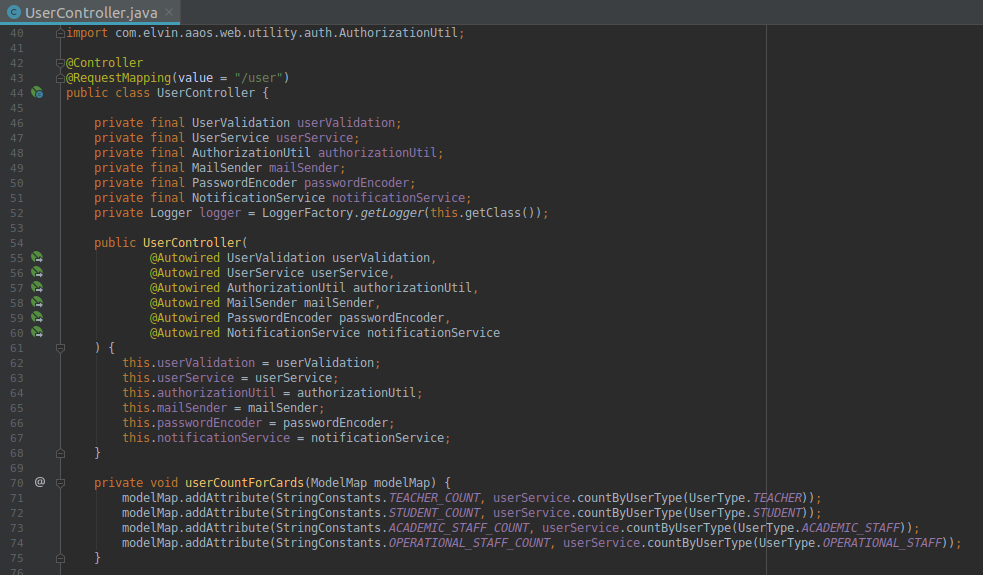 UserController.java
40 import com.elvin.aaos.web.utility.auth.AuthorizationUtil;
41
42 @Controller
43 @RequestMapping(value = "/user")
44 public class UserController {
45
46 private final UserValidation userValidation;
47 private final UserService userService;
48 private final AuthorizationUtil authorizationUtil;
49 private final MailSender mailSender;
50 private final PasswordEncoder passwordEncoder;
51 private final NotificationService notificationService;
52 private Logger logger = LoggerFactory.getLogger(this.getClass());
53
54 public UserController(
55 @Autowired UserValidation userValidation,
56 @Autowired UserService userService,
57 @Autowired AuthorizationUtil authorizationUtil,
58 @Autowired MailSender mailSender,
59 @Autowired PasswordEncoder passwordEncoder,
60 @Autowired NotificationService notificationService
61 ) {
62 this.userValidation = userValidation;
63 this.userService = userService;
64 this.authorizationUtil = authorizationUtil;
65 this.mailSender = mailSender;
66 this.passwordEncoder = passwordEncoder;
67 this.notificationService = notificationService;
68 }
69
70 @ private void userCountForCards(ModelMap modelMap) {
71 modelMap.addAttribute(StringConstants.TEACHER_COUNT, userService.countByUserType(UserType.TEACHER));
72 modelMap.addAttribute(StringConstants.STUDENT_COUNT, userService.countByUserType(UserType.STUDENT));
73 modelMap.addAttribute(StringConstants.ACADEMIC_STAFF_COUNT, userService.countByUserType(UserType.ACADEMIC_STAFF));
74 modelMap.addAttribute(StringConstants.OPERATIONAL_STAFF_COUNT, userService.countByUserType(UserType.OPERATIONAL_STAFF));
75 }
76